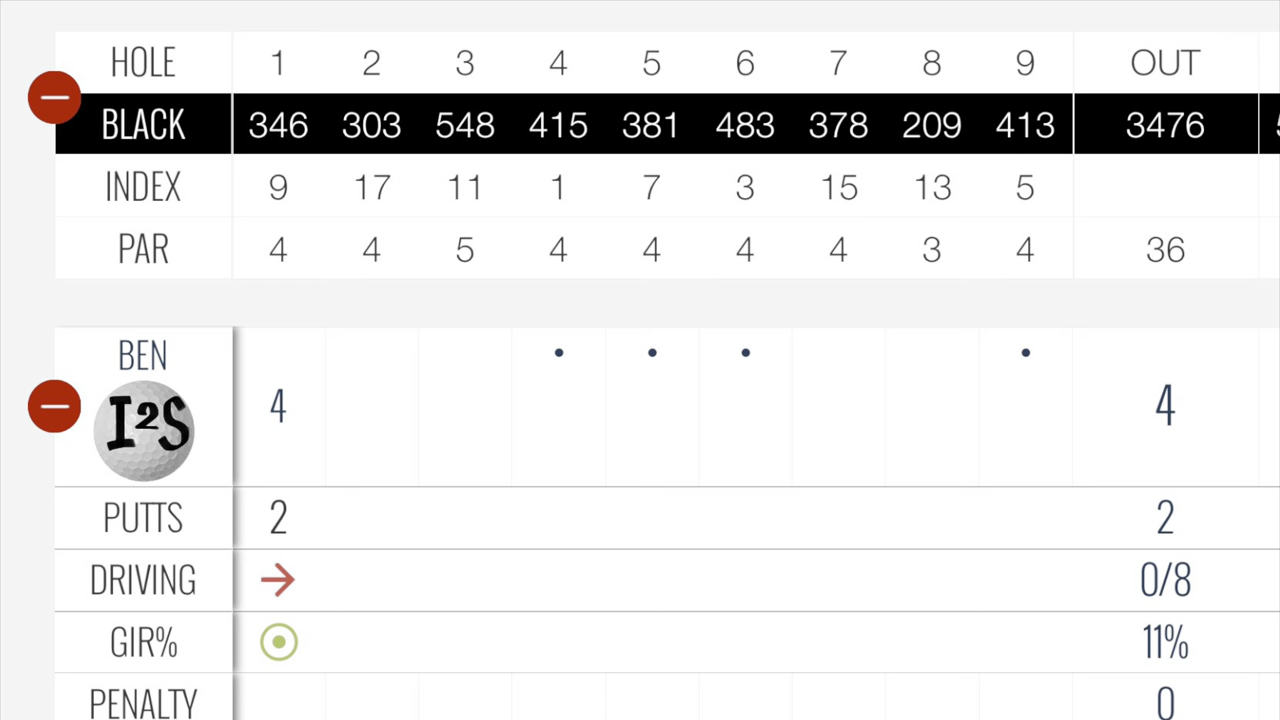 HOLE 1 2 3 4 5 6 7 8 9 OUT
BLACK 346 303 548 415 381 483 378 209 413 3476
INDEX 9 17 11 1 7 3 15 13 5
PAR 4 4 5 4 4 4 4 3 4 36
BEN
I²S 4 4
PUTTS 2 2
DRIVING 0/8
GIR% 11%
PENALTY 0